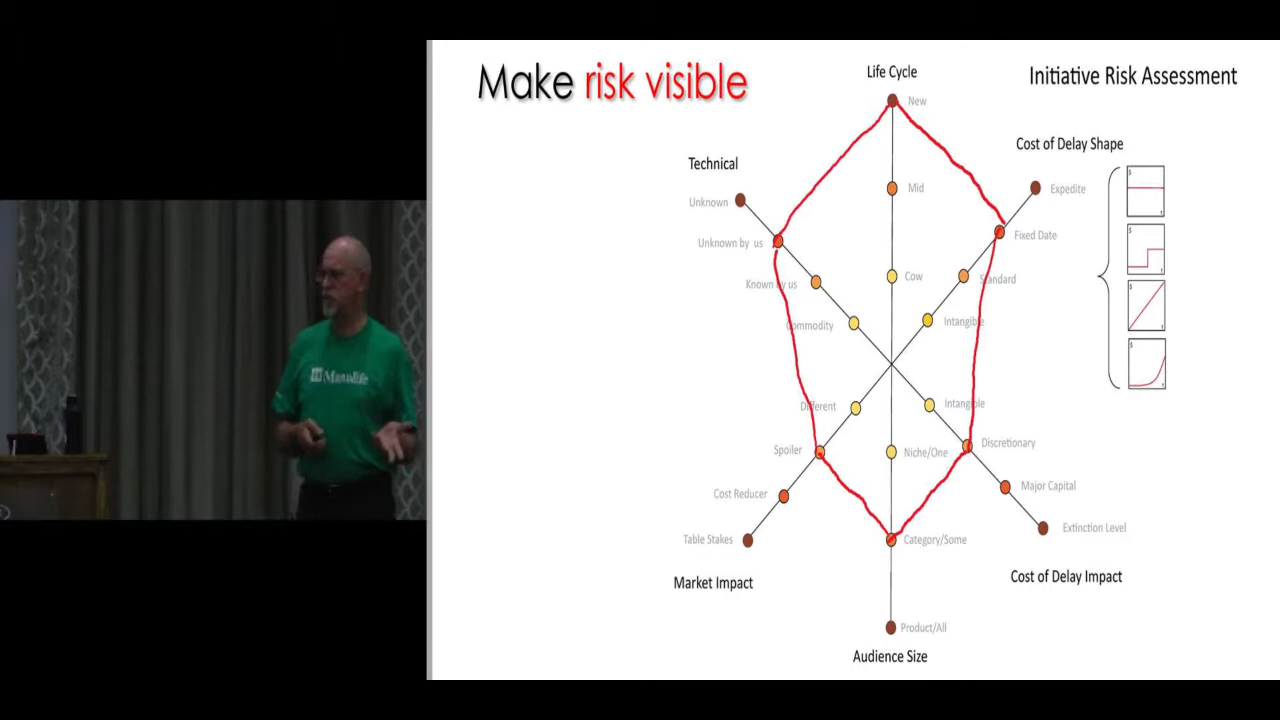 Make risk visible
Initiative Risk Assessment
Life Cycle
New
Mid
Cow
Cost of Delay Shape
Expedite
Fixed Date
Standard
Intangible
$
t
$
t
$
t
$
t
Technical
Unknown
Unknown by us
Known by us
Commodity
Different
Spoiler
Cost Reducer
Table Stakes
Market Impact
Niche/One
Category/Some
Product/All
Audience Size
Intangible
Discretionary
Major Capital
Extinction Level
Cost of Delay Impact
Manulife